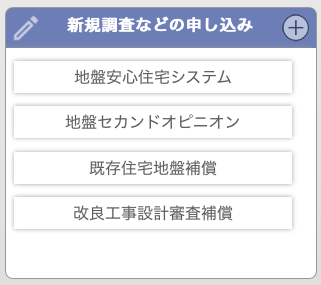 新規調査などの申し込み
地盤安心住宅システム
地盤セカンドオピニオン
既存住宅地盤補償
改良工事設計審査補償